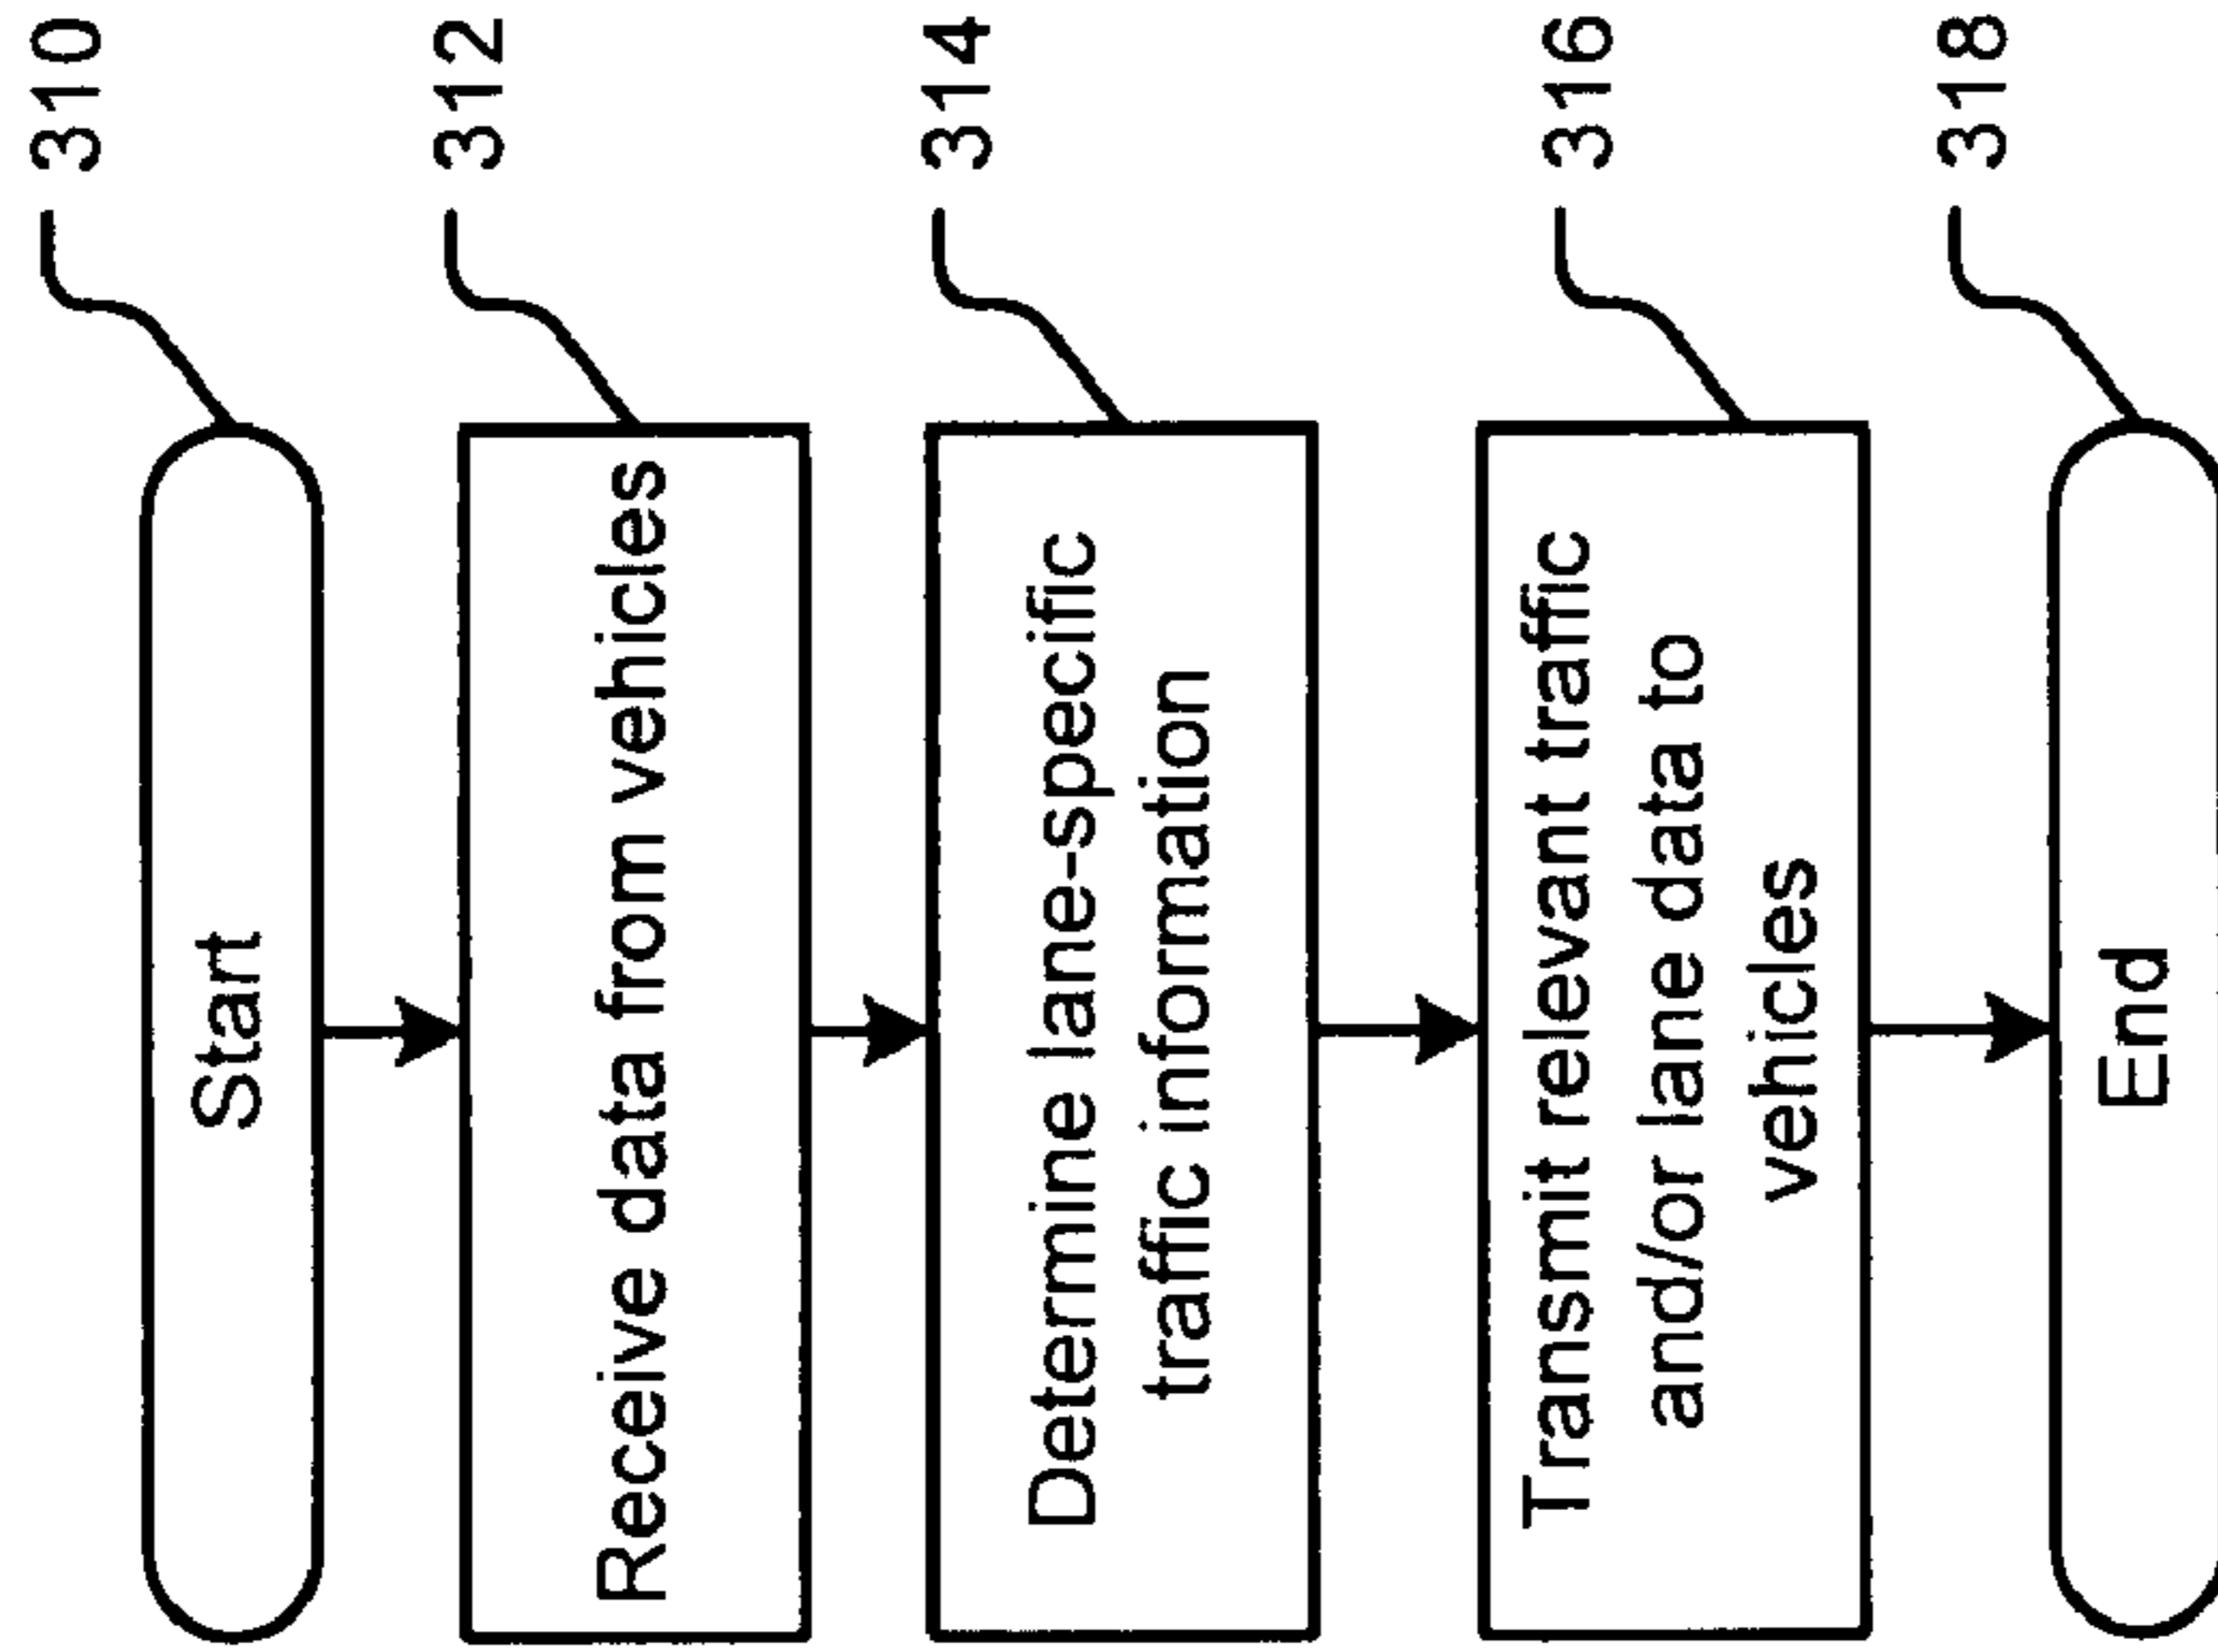 Start
310
Receive data from vehicles
312
Determine lane-specific
traffic information
314
Transmit relevant traffic
and/or lane data to
vehicles
316
End
318